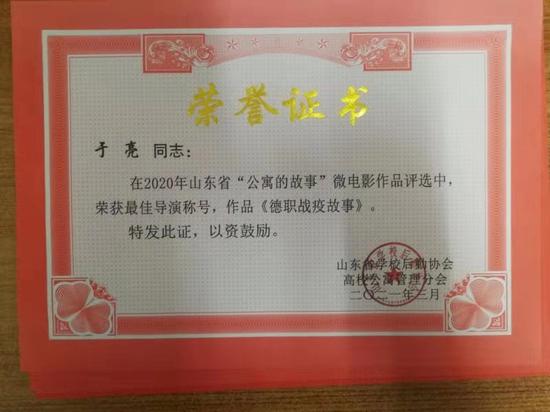 荣誉证书
于亮 同志：
在2020年山东省“公寓的故事”微电影作品评选中，
荣获最佳导演称号，作品《德职战疫故事》。
特发此证，以资鼓励。
山东省学校后勤协会
高校公寓管理分会
二〇二一年三月